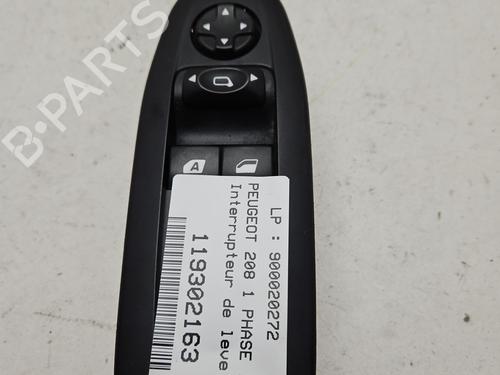 B-PARTS
A
LP : 900020272
PEUGEOT 208 1 PHASE
Interrupteur de leve
119302163